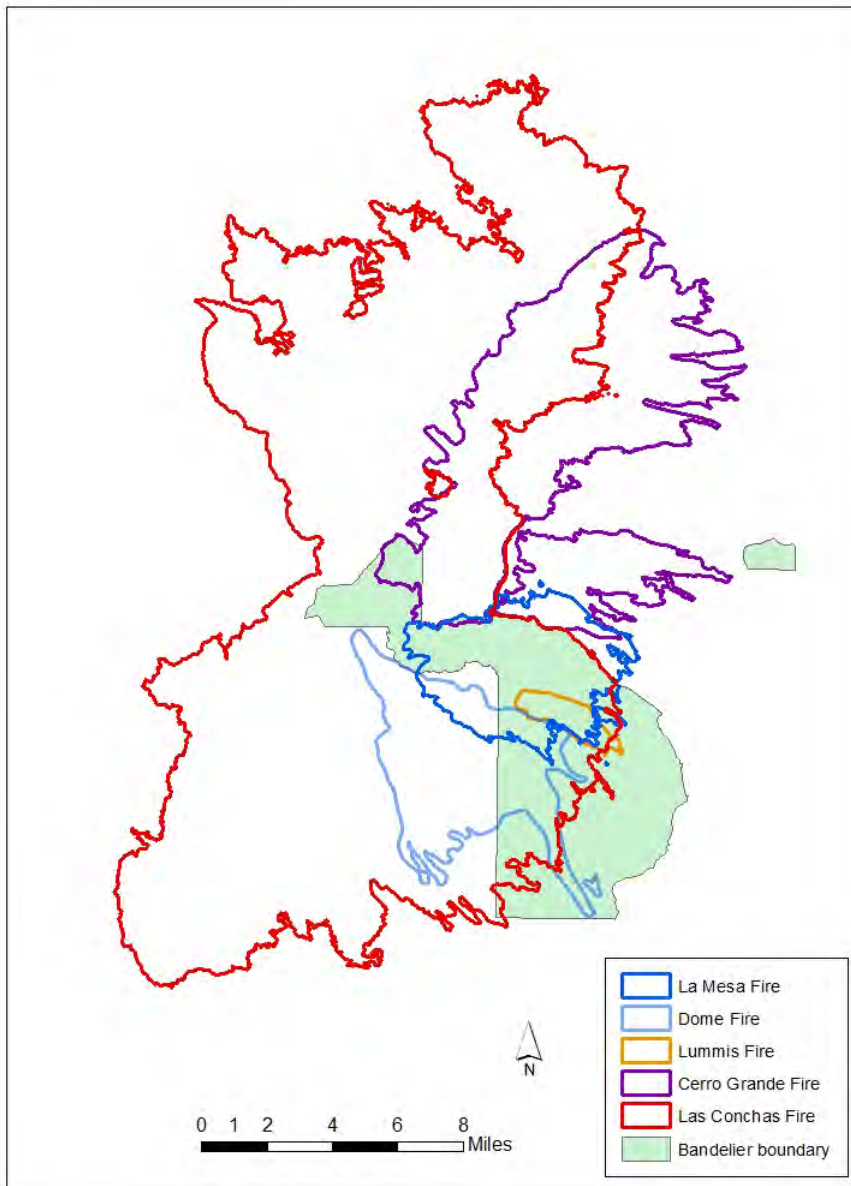 La Mesa Fire
Dome Fire
Lummis Fire
Cerro Grande Fire
Las Conchas Fire
Bandelier boundary
N
0 1 2 4 6 8
Miles